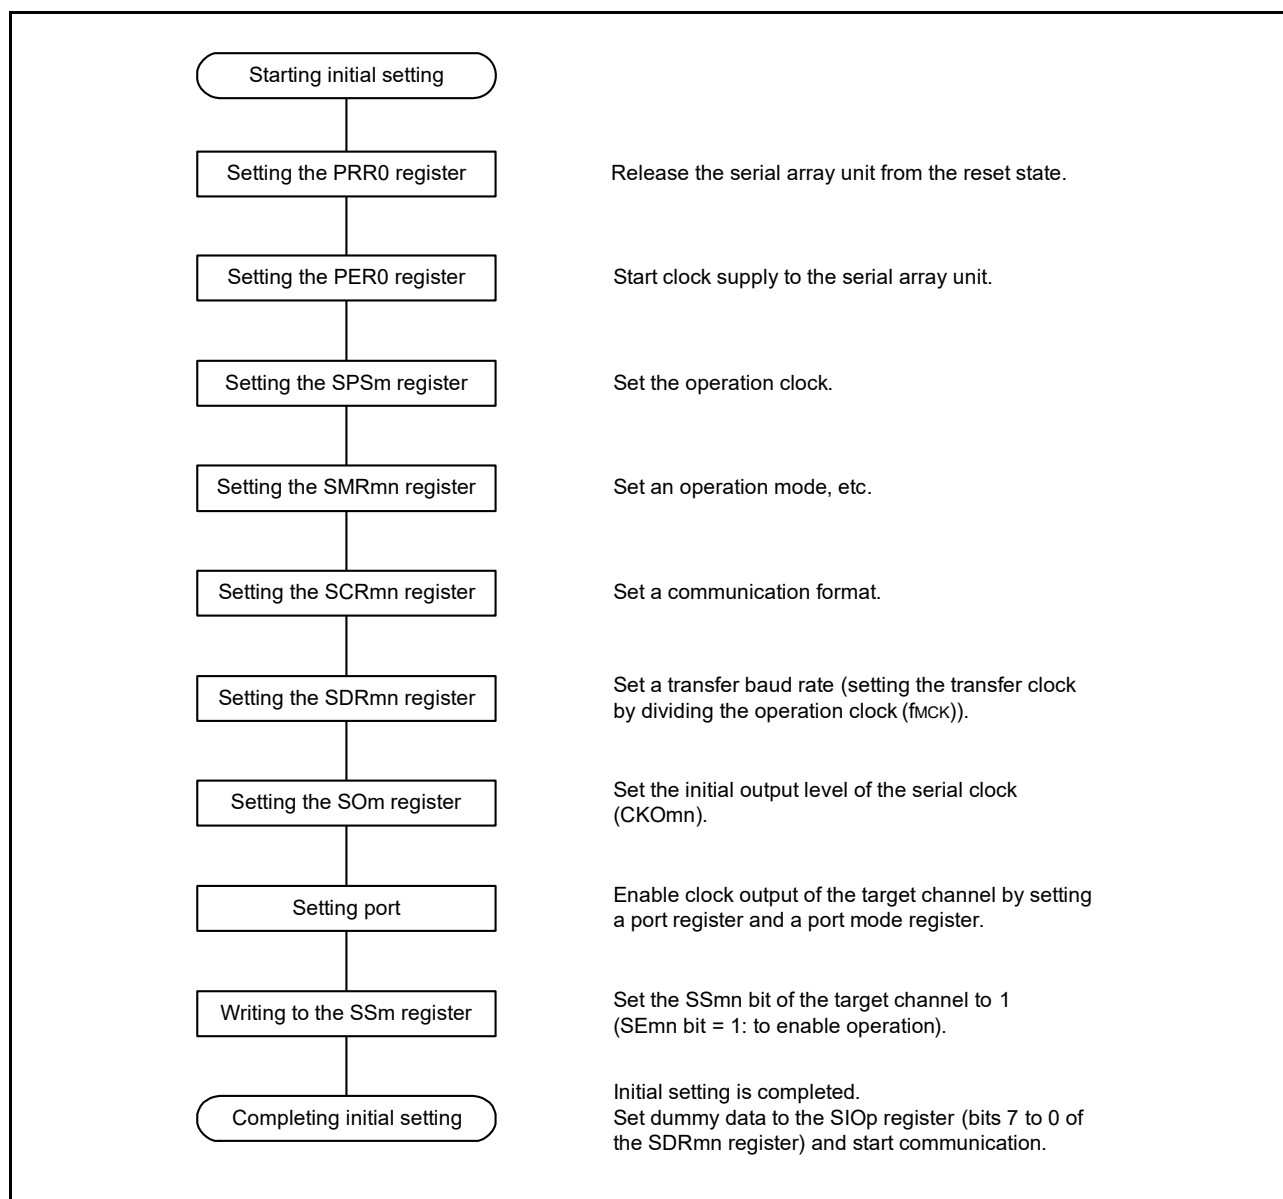 Starting initial setting
Setting the PRR0 register
Release the serial array unit from the reset state.
Setting the PER0 register
Start clock supply to the serial array unit.
Setting the SPSm register
Set the operation clock.
Setting the SMRmn register
Set an operation mode, etc.
Setting the SCRmn register
Set a communication format.
Setting the SDRmn register
Set a transfer baud rate (setting the transfer clock
by dividing the operation clock (fMCK)).
Setting the SOm register
Set the initial output level of the serial clock
(CKOmn).
Setting port
Enable clock output of the target channel by setting
a port register and a port mode register.
Writing to the SSm register
Set the SSmn bit of the target channel to 1
(SEmn bit = 1: to enable operation).
Completing initial setting
Initial setting is completed.
Set dummy data to the SIOp register (bits 7 to 0 of
the SDRmn register) and start communication.